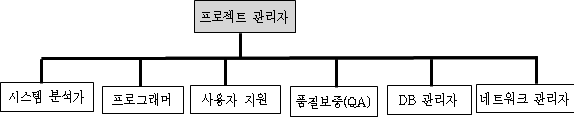 프로젝트 관리자
시스템 분석가
프로그래머
사용자 지원
품질보증(QA)
DB 관리자
네트워크 관리자